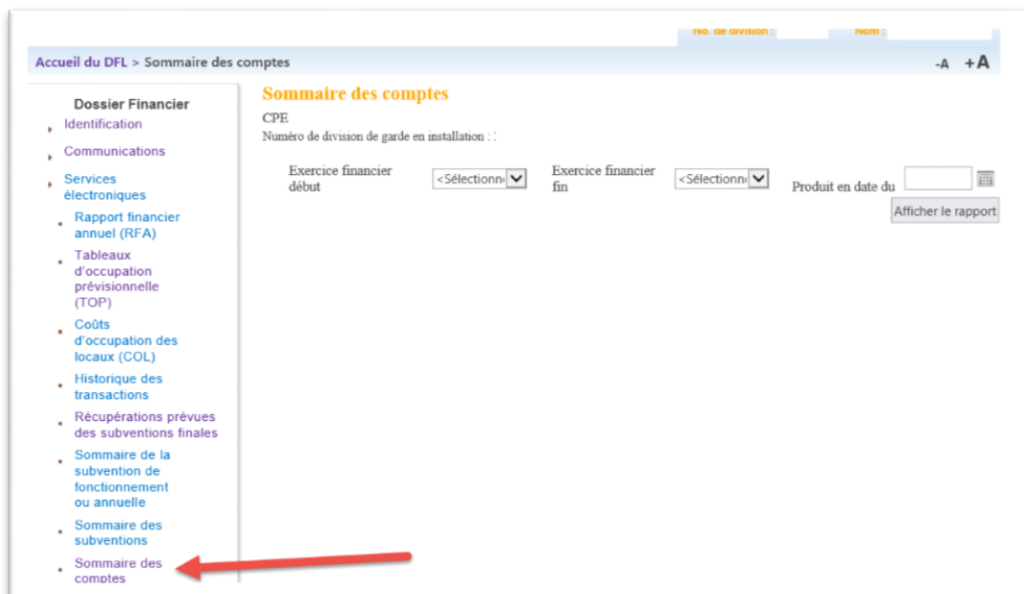 No. de division :
Nom :
Accueil du DFL > Sommaire des comptes
-A +A
Dossier Financier
Identification
Communications
Services
électroniques
Rapport financier
annuel (RFA)
Tableaux
d'occupation
prévisionnelle
(TOP)
Coûts
d'occupation des
locaux (COL)
Historique des
transactions
Récupérations prévues
des subventions finales
Sommaire de la
subvention de
fonctionnement
ou annuelle
Sommaire des
subventions
Sommaire des
comptes
Sommaire des comptes
CPE
Numéro de division de garde en installation :
Exercice financier
début
<Sélectionn
Exercice financier
fin
<Sélectionn
Produit en date du
Afficher le rapport